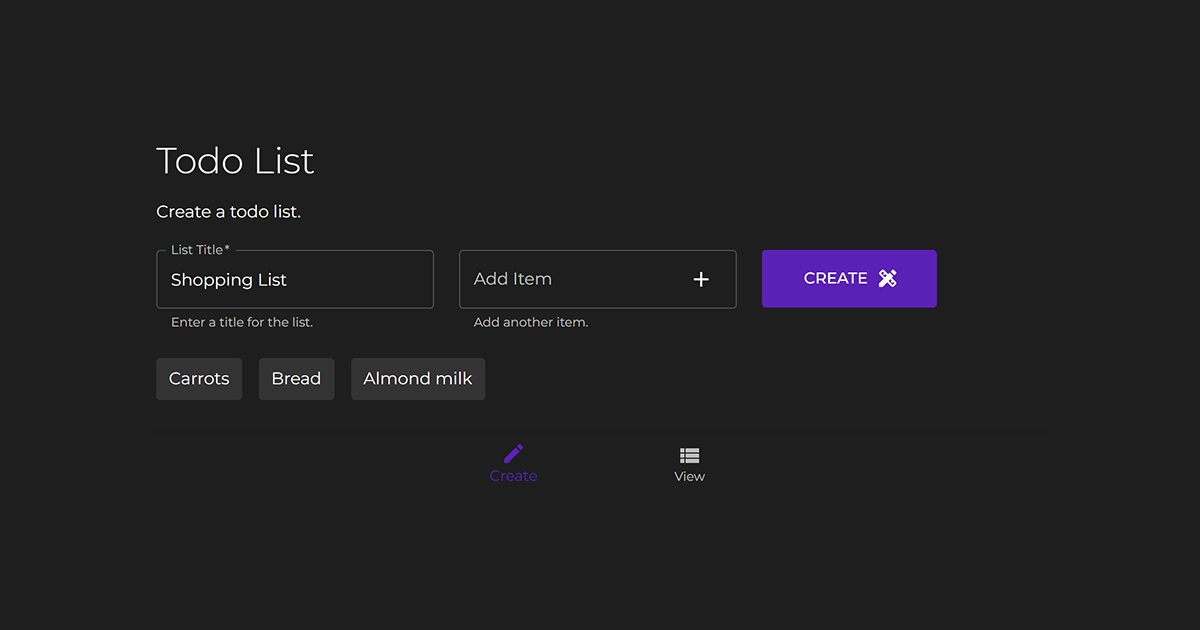 Todo List
Create a todo list.
List Title*
Shopping List
Enter a title for the list.
Add Item
Add another item.
CREATE
Carrots
Bread
Almond milk
Create
View